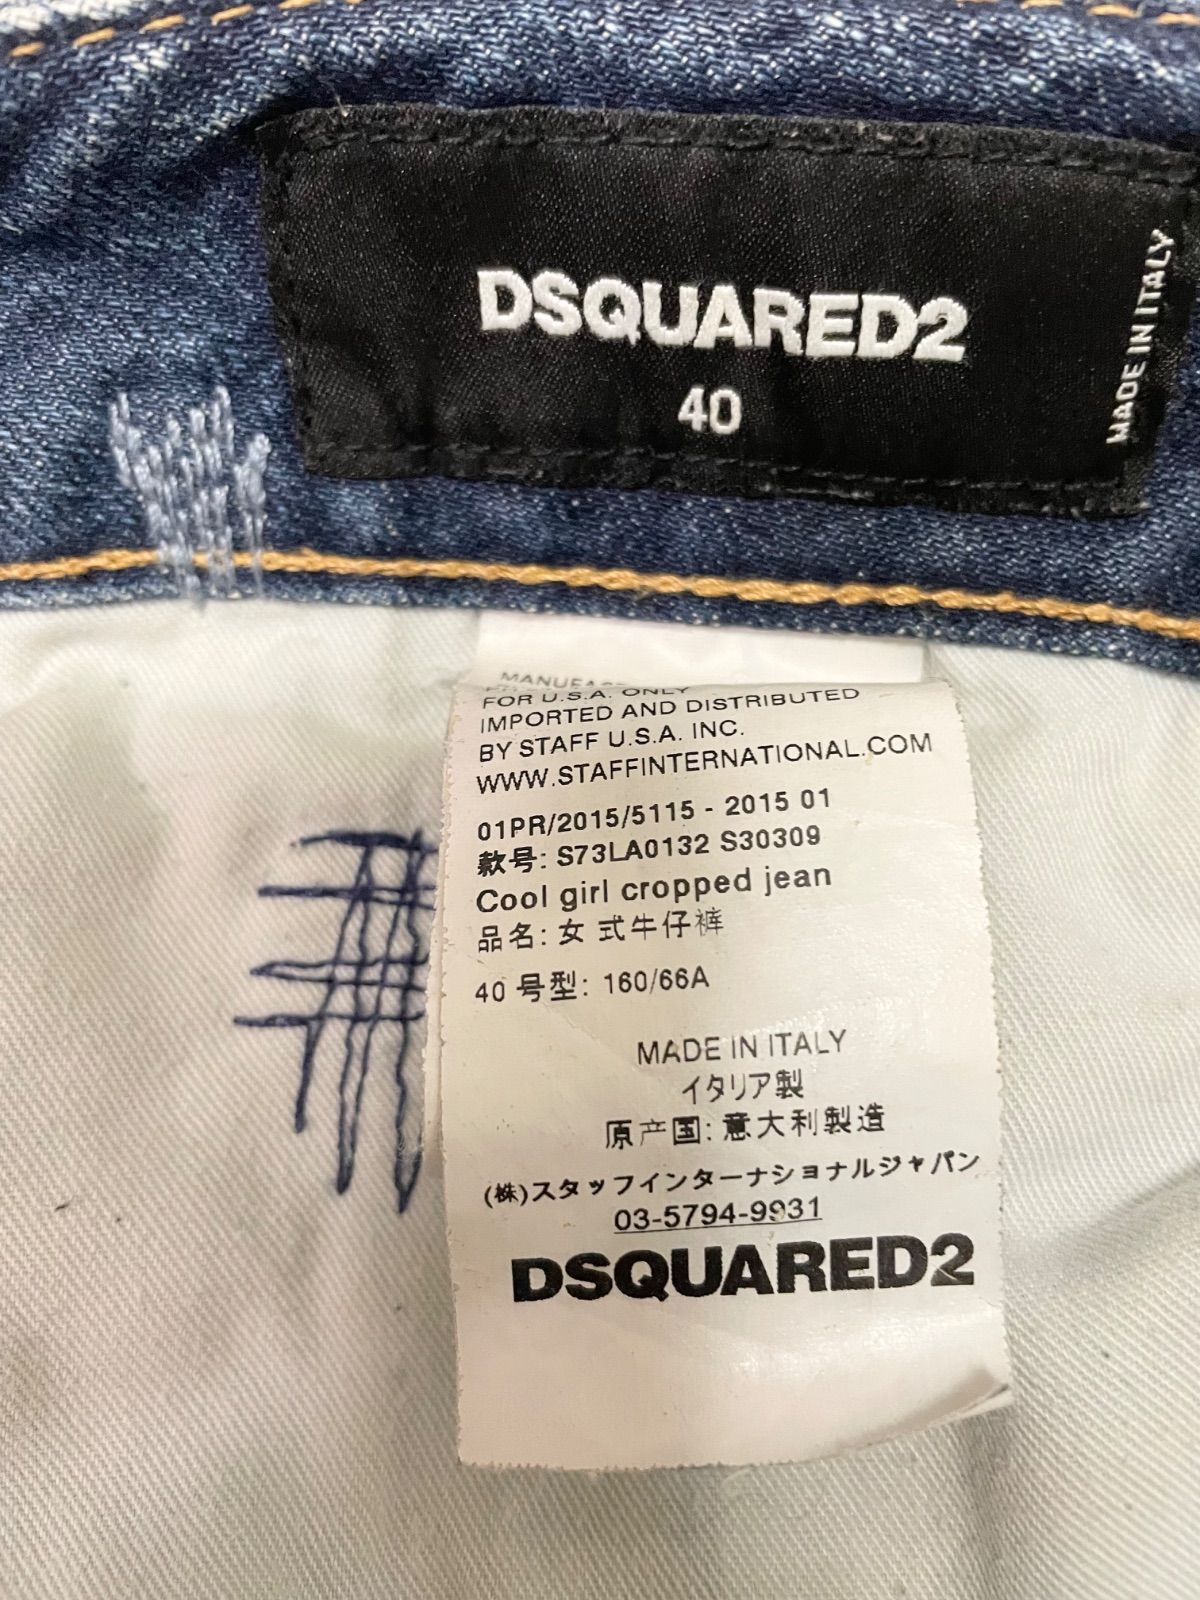 DSQUARED2
40
MADE IN ITALY
FOR U.S.A. ONLY
IMPORTED AND DISTRIBUTED
BY STAFF U.S.A. INC.
WWW.STAFFINTERNATIONAL.COM
01PR/2015/5115 - 2015 01
款号: S73LA0132 S30309
Cool girl cropped jean
品名: 女 式牛仔裤
40 号型: 160/66A
MADE IN ITALY
イタリア製
原产国: 意大利製造
(株)スタッフインターナショナルジャパン
03-5794-9931
DSQUARED2